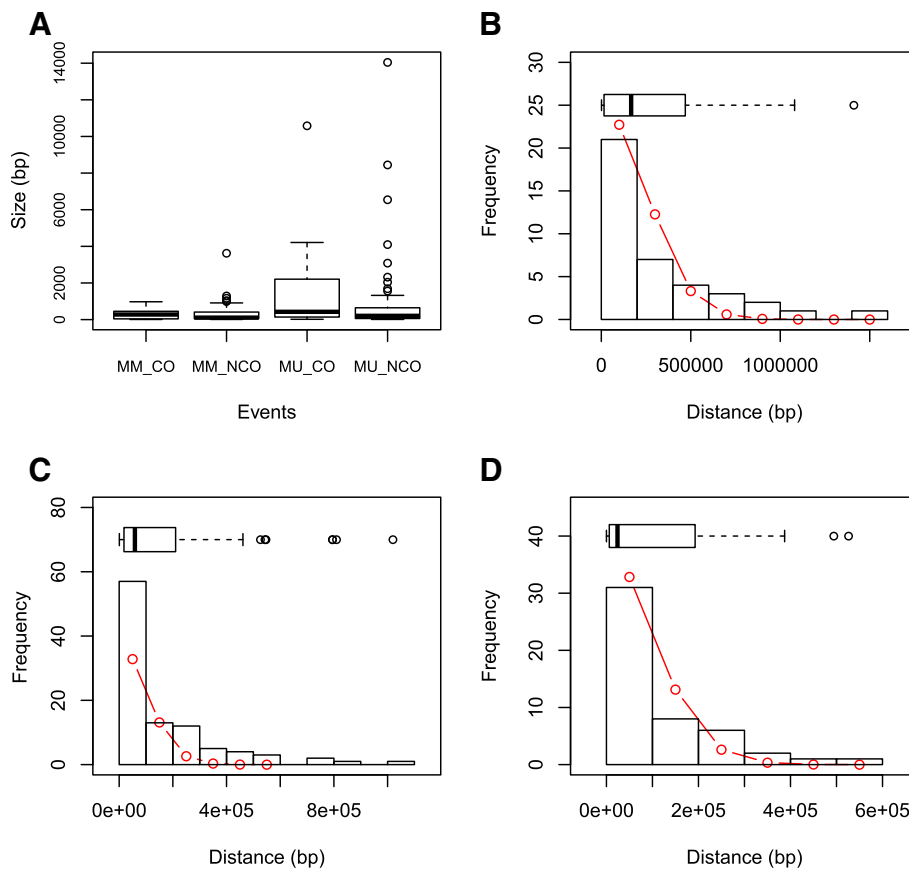 A
Size (bp)
0 2000 6000 10000 14000
MM_CO MM_NCO MU_CO MU_NCO
Events
B
Frequency
0 5 10 15 20 25 30
0 500000 1000000
Distance (bp)
C
Frequency
0 20 40 60 80
0e+00 4e+05 8e+05
Distance (bp)
D
Frequency
0 10 20 30 40
0e+00 2e+05 4e+05 6e+05
Distance (bp)